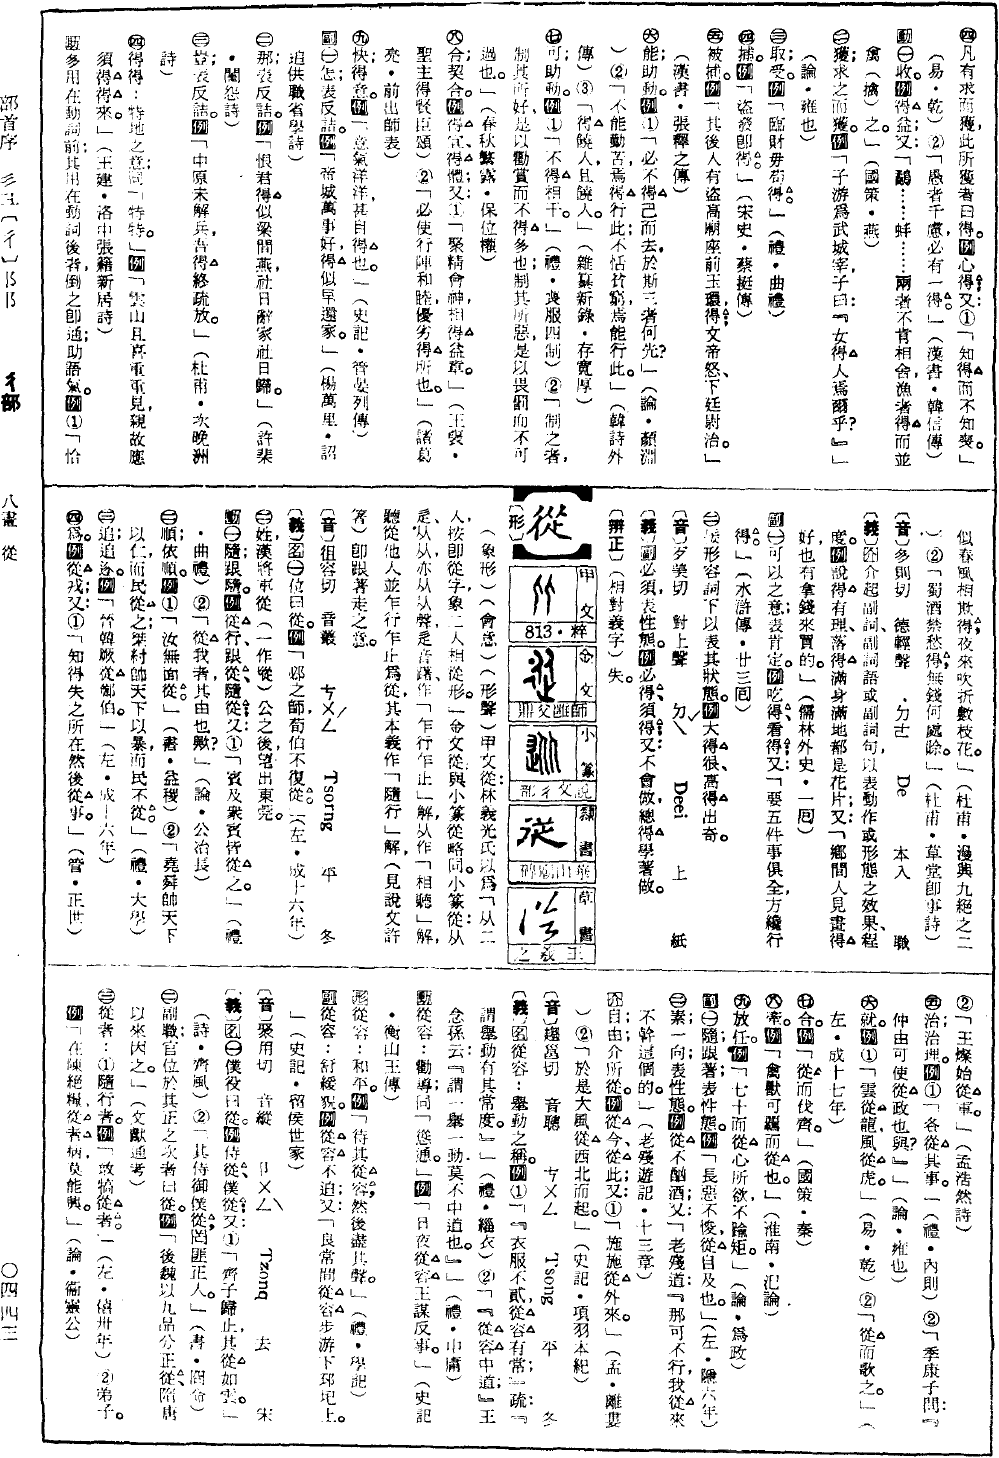 ㈣凡有求而獲,此所獲者曰得。例心得;又:①「知得而不知喪。」
(易·乾)②「愚者千慮,必有一得。」(漢書·韓信傳)
動㈠收。例得益;又「鷸……蚌……兩者不肯相舍,漁者得而並
禽(擒)之。」(國策·燕)
㈡獲求之而獲。例「子游爲武城宰,子曰:『女得人焉爾乎?』」
(論·雍也)
㈢取;受。例「臨財毋苟得。」(禮·曲禮)
㈣捕。例「盜發卽得。」(宋史·蔡挺傳)
㈤被捕。例「其後人有盜高廟座前玉環,得,文帝怒,下廷尉治。」
(漢書·張釋之傳)
㈥能;助動。例①「必不得已而去,於斯三者何先?」(論·顏淵
)②「不能勤苦,焉得行此;不恬貧窮,焉能行此。」(韓詩外
傳)③「得饒人,且饒人。」(雜纂新錄·存寬厚)
㈦可;助動。例①「不得相干。」(禮·喪服四制)②「制之者,
制其所好,是以勸賞而不得多也;制其所惡,是以畏罰而不可
過也。」(春秋繁露·保位權)
㈧合;契合。例得宜、得體;又:①「聚精會神,相得益章。」(王襃·
聖主得賢臣頌)②「必使行陣和睦,優劣得所也。」(諸葛
亮·前出師表)
㈨快;得意。例「意氣洋洋,甚自得也。」(史記·管晏列傳)
㈠怎;表反詰。例「帝城萬事好,得似早還家。」(楊萬里·詔
追供職省學詩)
㈡那;表反詰。例「恨君得似梁間燕,社日辭家社日歸。」(許棐
·閨怨詩)
㈢豈;表反詰。例「中原未解兵,吾得終疏放。」(杜甫·次晚洲
詩)
㈣得得:特地之意;同「特特。」例「雲山且喜重重見,親故應
須得得來。」(王建·洛中張籍新居詩)
助多用在動詞前,其用在動詞後者,倒之卽通;助語氣。例①「恰
似春風相欺得,夜來吹折數枝花。」(杜甫·漫興九絕之二
)②「蜀酒禁愁得,無錢何處賒。」(杜甫·草堂卽事詩)
〔音〕多則切 德輕聲 ·ㄉㄜ De 本入 職
〔義〕介介起副詞、副詞語或副詞句,以表動作或形態之效果、程
度。例說得有理、落得滿身滿地都是花片;又「鄉間人見畫得
好,也有拿錢來買的。」(儒林外史·一囘)
㈠可以之意;表肯定。例吃得、看得;又「要五件事俱全,方纔行
得。」(水滸傳·廿三囘)
㈡於形容詞下以表其狀態。例大得很、高得出奇。
〔音〕ㄉ等切 對上聲 ㄉㄟˇ Deei 上 紙
〔義〕副必須,表性態。例必得、須得;又不會做,總得學著做。
〔辨正〕(相對義字)失。
從
〔形〕
甲文 813·粹
金文 鼎父匯師
小篆 說文彳部
隸書 華山廟碑
草書 王羲之
(象形)(會意)(形聲)甲文從:林義光氏以爲「从二
人」按卽從字,象二人相從形。」金文從:與小篆從略同。小篆從:从
辵、从从,亦从从聲;辵音躇,作「乍行乍止」解,从作「相聽」解,
聽從他人並乍行乍止爲從,其本義作「隨行」解(見說文許
箸),卽跟著走之意。
〔音〕徂容切 音叢 ㄘㄨㄥˊ Tsorng 平 冬
〔義〕名㈠位曰從。例「邲之師,荀伯不復從。」(左·成十六年)
㈡姓,漢將軍從(一作㚇)公之後,望出東莞。
動㈠隨;跟隨。例從行、跟從、隨從;又:①「賓及衆賓皆從之。」(禮
·曲禮)②「從我者,其由也歟?」(論·公冶長)
㈡順;依順。例①「汝無面從。」(書·益稷)②「堯舜帥天下
以仁,而民從之;桀紂帥天下以暴,而民不從。」(禮·大學)
㈢追;追逐。例「晉韓厥從鄭伯。」(左·成十六年)
㈣爲。例從戎;又:①「知得失之所在,然後從事。」(管·正世)
②「王粲始從軍。」(孟浩然詩)
㈤治;治理。例①「各從其事。」(禮·內則)②「季康子問:『
仲由可使從政也與?』」(論·雍也)
㈥就。例①「雲從龍,風從虎。」(易·乾)②「從而歌之。」(
左·成十七年)
㈦合。例「從而伐齊。」(國策·秦)
㈧牽。例「禽獸可羈而從也。」(淮南·氾論)
㈨放任。例「七十而從心所欲,不踰矩。」(論·爲政)
副㈠隨;跟著;表性態。例「長惡不悛,從自及也。」(左·隱六年)
㈡素;一向;表性態。例從不酗酒;又「老殘道:『那可不行,我從來
不幹這個的。』」(老殘遊記·十三章)
介自;由;介所從。例從今、從此;又:①「施施從外來。」(孟·離婁
)②「於是大風從西北而起。」(史記·項羽本紀)
〔音〕趨恭切 音聰 ㄘㄨㄥ T'song 平 冬
〔義〕名從容:舉動之稱。例①「『衣服不貳,從容有常』疏:『
謂舉動有其常度。』」(禮·緇衣)②「『從容中道』王
念孫云:『謂一舉一動莫不中道也。』」(禮·中庸)
動從容:勸導;同「慫湧。」例「日夜從容王謀反事。」(史記
·衡山王傳)
形從容:和平。例「待其從容,然後盡其聲。」(禮·學記)
副從容:舒緩貌。例從容不迫;又「良常閒從容步游下邳圯上。
」(史記·留侯世家)
〔音〕聚用切 音縱 ㄗㄨㄥˋ Tzonq 去 宋
〔義〕名㈠僕役曰從。例侍從、僕從;又:①「齊子歸止,其從如雲。」
(詩·齊風)②「其侍御僕從,罔匪正人。」(書·冏命)
㈡副職官位於其正之次者曰從。例「後魏以九品分正從,隋唐
以來因之。」(文獻通考)
㈢從者:①隨行者。例「敢犒從者。」(左·僖卅年)②弟子。
例「在陳絕糧,從者病,莫能興。」(論·衞靈公)
部首序 彳部 八畫 從 〇四四三